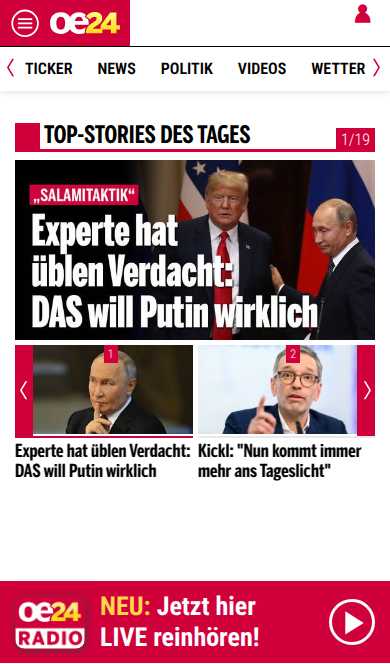 oe24
TICKER NEWS POLITIK VIDEOS WETTER
TOP-STORIES DES TAGES
1/19
„SALAMITAKTIK“
Experte hat
üblen Verdacht:
DAS will Putin wirklich
1
2
Experte hat üblen Verdacht:
DAS will Putin wirklich
Kickl: "Nun kommt immer
mehr ans Tageslicht"
oe24
RADIO
NEU: Jetzt hier
LIVE reinhören!